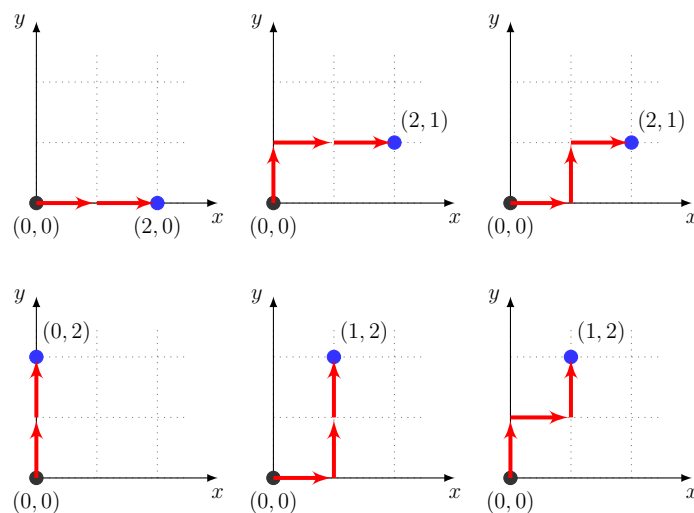 y
(0, 0)
(2, 0)
x
y
(2, 1)
(0, 0)
x
y
(2, 1)
(0, 0)
x
y
(0, 2)
(0, 0)
x
y
(1, 2)
(0, 0)
x
y
(1, 2)
(0, 0)
x